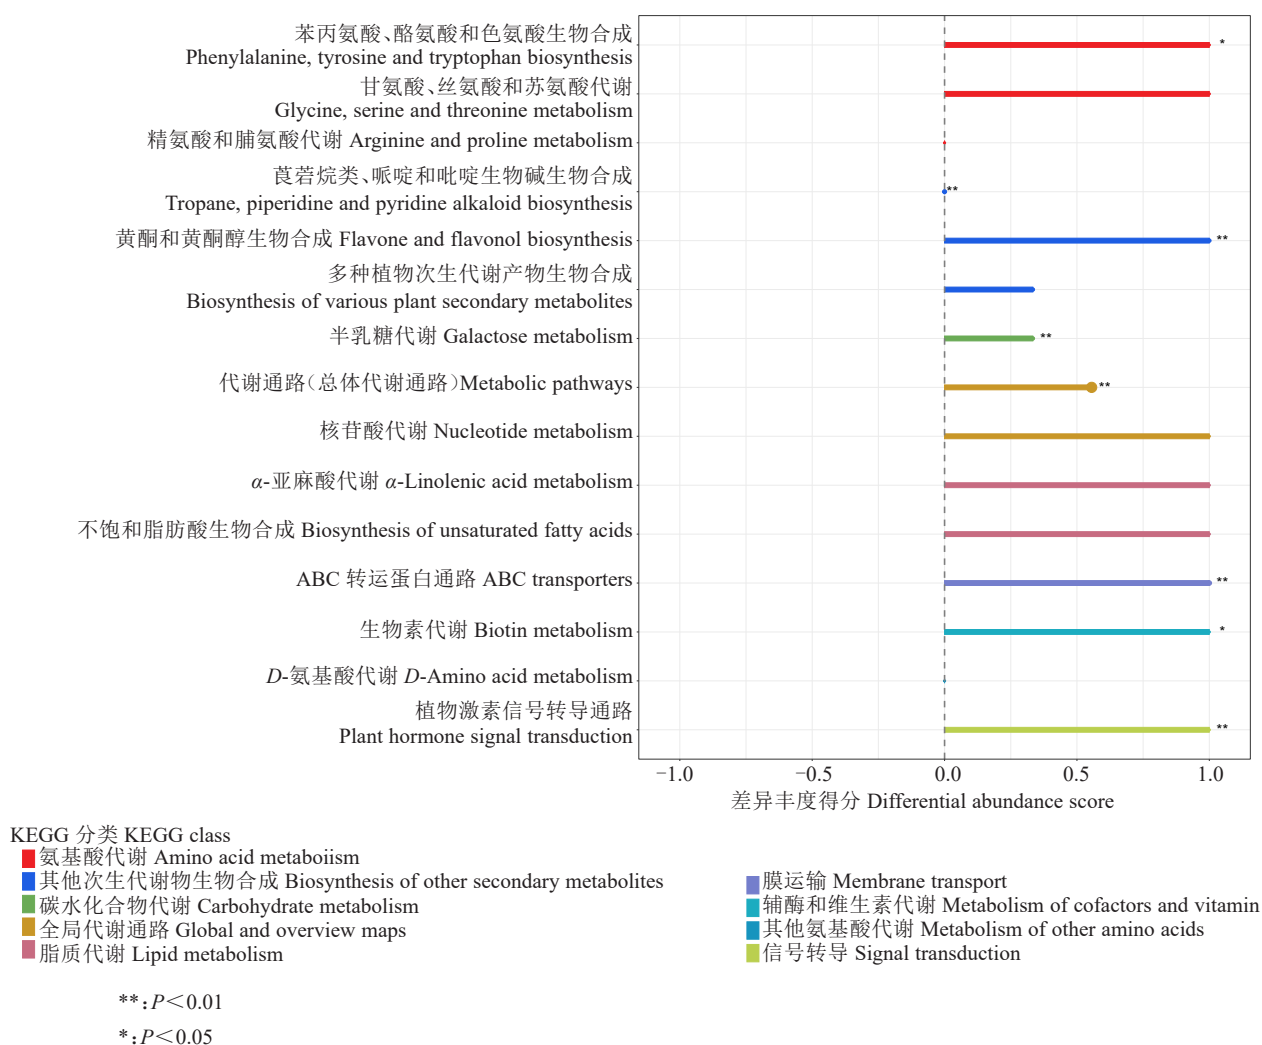 苯丙氨酸、酪氨酸和色氨酸生物合成
Phenylalanine, tyrosine and tryptophan biosynthesis
*
甘氨酸、丝氨酸和苏氨酸代谢
Glycine, serine and threonine metabolism
精氨酸和脯氨酸代谢 Arginine and proline metabolism
莨菪烷类、哌啶和吡啶生物碱生物合成
Tropane, piperidine and pyridine alkaloid biosynthesis
**
黄酮和黄酮醇生物合成 Flavone and flavonol biosynthesis
**
多种植物次生代谢产物生物合成
Biosynthesis of various plant secondary metabolites
半乳糖代谢 Galactose metabolism
**
代谢通路(总体代谢通路)Metabolic pathways
**
核苷酸代谢 Nucleotide metabolism
α-亚麻酸代谢 α-Linolenic acid metabolism
不饱和脂肪酸生物合成 Biosynthesis of unsaturated fatty acids
ABC 转运蛋白通路 ABC transporters
**
生物素代谢 Biotin metabolism
*
D-氨基酸代谢 D-Amino acid metabolism
植物激素信号转导通路
Plant hormone signal transduction
**
−1.0 −0.5 0.0 0.5 1.0
差异丰度得分 Differential abundance score
KEGG 分类 KEGG class
氨基酸代谢 Amino acid metaboiism
其他次生代谢物生物合成 Biosynthesis of other secondary metabolites
碳水化合物代谢 Carbohydrate metabolism
全局代谢通路 Global and overview maps
脂质代谢 Lipid metabolism
膜运输 Membrane transport
辅酶和维生素代谢 Metabolism of cofactors and vitamin
其他氨基酸代谢 Metabolism of other amino acids
信号转导 Signal transduction
**:P＜0.01
*:P＜0.05